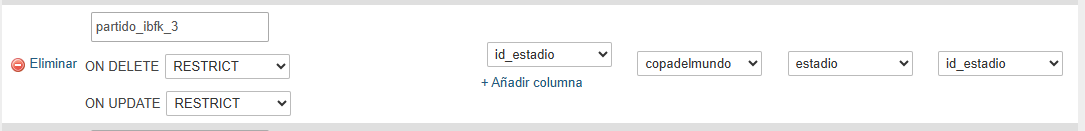 partido_ibfk_3
Eliminar
ON DELETE RESTRICT
ON UPDATE RESTRICT
id_estadio
+ Añadir columna
copadelmundo
estadio
id_estadio